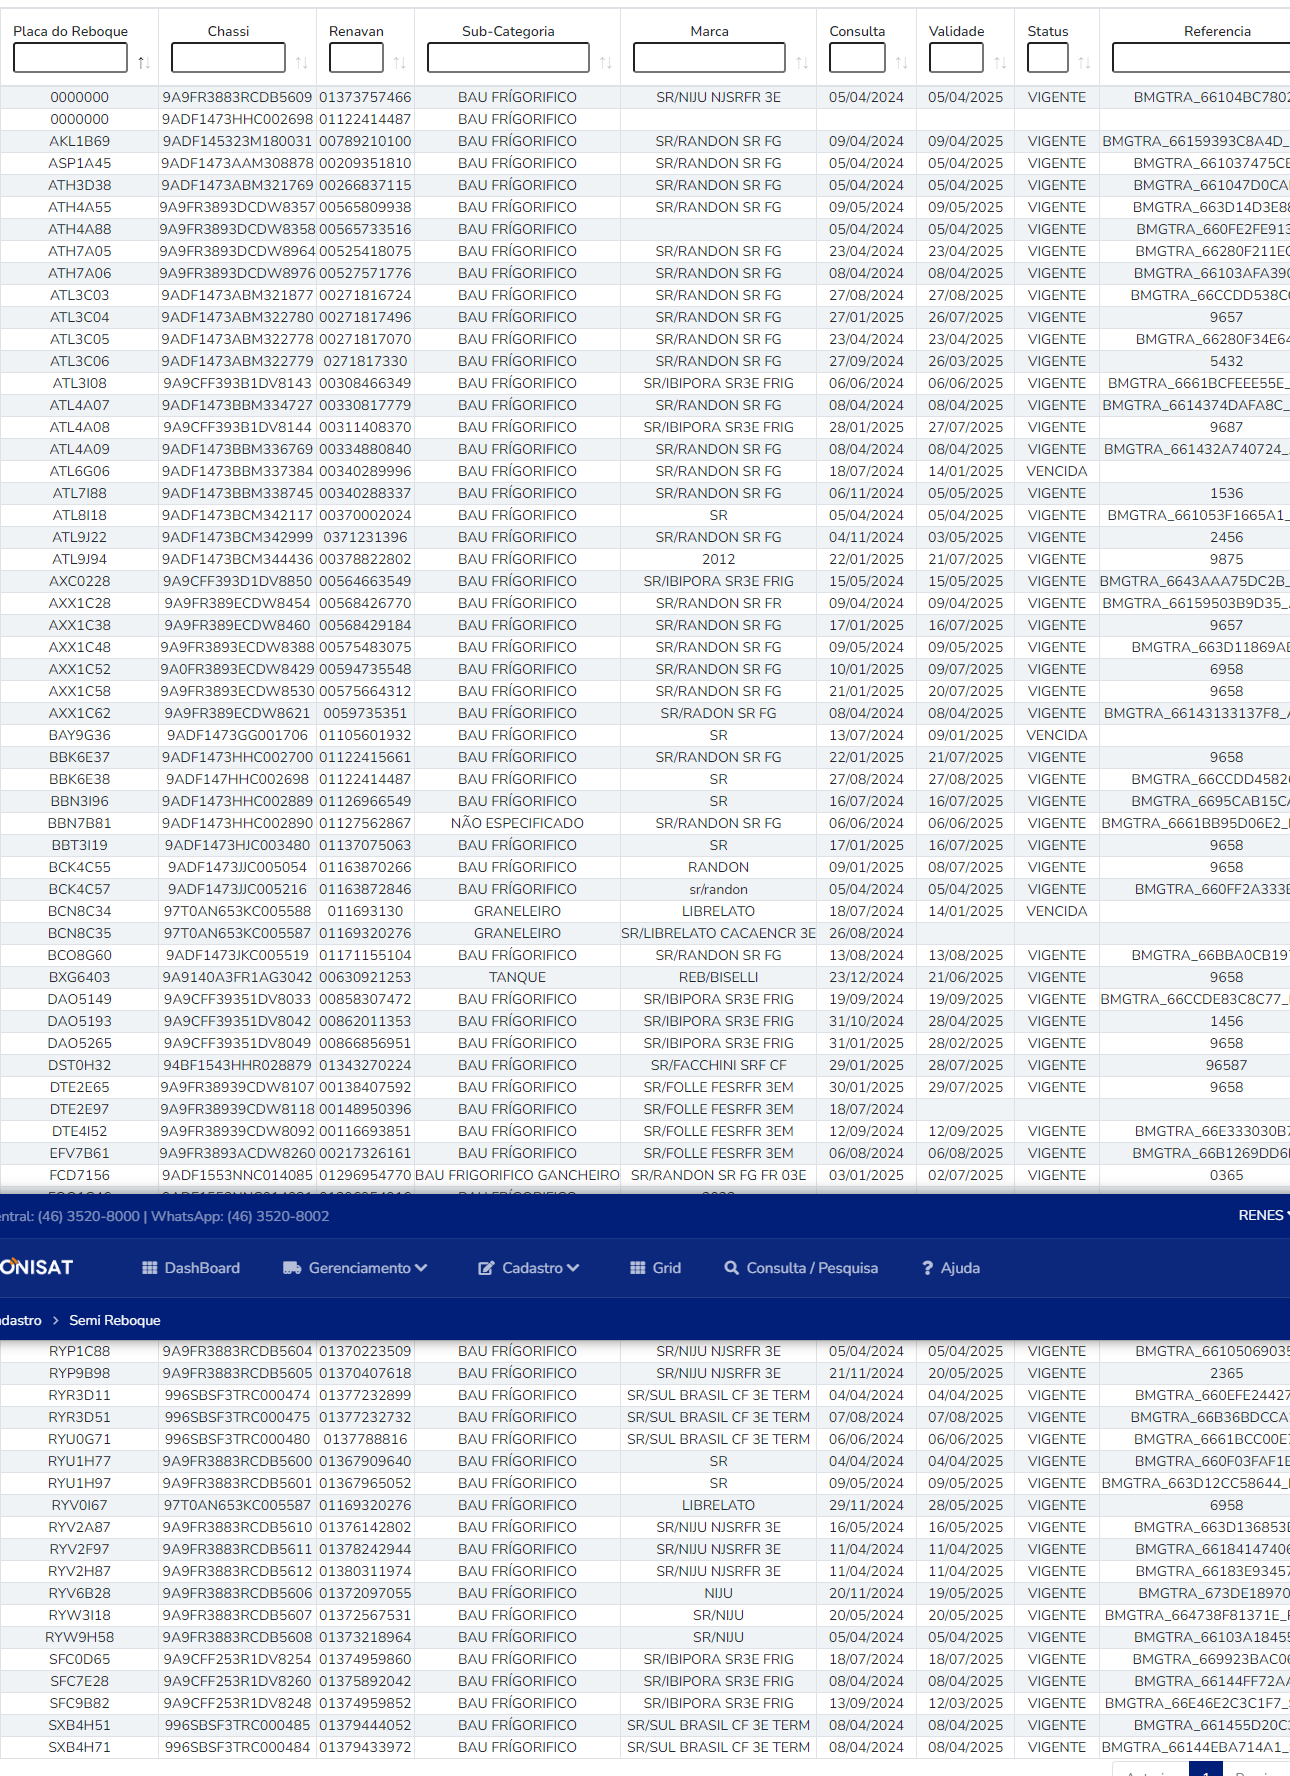 Placa do Reboque Chassi Renavan Sub-Categoria Marca Consulta Validade Status Referencia
0000000 9A9FR3883RCDB5609 01373757466 BAU FRÍGORIFICO SR/NIJU NJSRFR 3E 05/04/2024 05/04/2025 VIGENTE BMGTRA_66104BC7802
0000000 9ADF1473HHC002698 01122414487 BAU FRÍGORIFICO
AKL1B69 9ADF145323M180031 00789210100 BAU FRÍGORIFICO SR/RANDON SR FG 09/04/2024 09/04/2025 VIGENTE BMGTRA_66159393C8A4D_
ASP1A45 9ADF1473AAM308878 00209351810 BAU FRÍGORIFICO SR/RANDON SR FG 05/04/2024 05/04/2025 VIGENTE BMGTRA_661037475CE
ATH3D38 9ADF1473ABM321769 00266837115 BAU FRÍGORIFICO SR/RANDON SR FG 05/04/2024 05/04/2025 VIGENTE BMGTRA_661047D0CA
ATH4A55 9A9FR3893DCDW8357 00565809938 BAU FRÍGORIFICO SR/RANDON SR FG 09/05/2024 09/05/2025 VIGENTE BMGTRA_663D14D3E88
ATH4A88 9A9FR3893DCDW8358 00565733516 BAU FRÍGORIFICO 05/04/2024 05/04/2025 VIGENTE BMGTRA_660FE2FE913
ATH7A05 9A9FR3893DCDW8964 00525418075 BAU FRÍGORIFICO SR/RANDON SR FG 23/04/2024 23/04/2025 VIGENTE BMGTRA_66280F211E
ATH7A06 9A9FR3893DCDW8976 00527571776 BAU FRÍGORIFICO SR/RANDON SR FG 08/04/2024 08/04/2025 VIGENTE BMGTRA_66103AFA390
ATL3C03 9ADF1473ABM321877 00271816724 BAU FRÍGORIFICO SR/RANDON SR FG 27/08/2024 27/08/2025 VIGENTE BMGTRA_66CCDD538C
ATL3C04 9ADF1473ABM322780 00271817496 BAU FRÍGORIFICO SR/RANDON SR FG 27/01/2025 26/07/2025 VIGENTE 9657
ATL3C05 9ADF1473ABM322778 00271817070 BAU FRÍGORIFICO SR/RANDON SR FG 23/04/2024 23/04/2025 VIGENTE BMGTRA_66280F34E64
ATL3C06 9ADF1473ABM322779 0271817330 BAU FRÍGORIFICO SR/RANDON SR FG 27/09/2024 26/03/2025 VIGENTE 5432
ATL3I08 9A9CFF393B1DV8143 00308466349 BAU FRÍGORIFICO SR/IBIPORA SR3E FRIG 06/06/2024 06/06/2025 VIGENTE BMGTRA_6661BCFEEE55E_
ATL4A07 9ADF1473BBM334727 00330817779 BAU FRÍGORIFICO SR/RANDON SR FG 08/04/2024 08/04/2025 VIGENTE BMGTRA_6614374DAFA8C_
ATL4A08 9A9CFF393B1DV8144 00311408370 BAU FRÍGORIFICO SR/IBIPORA SR3E FRIG 28/01/2025 27/07/2025 VIGENTE 9687
ATL4A09 9ADF1473BBM336769 00334880840 BAU FRÍGORIFICO SR/RANDON SR FG 08/04/2024 08/04/2025 VIGENTE BMGTRA_661432A740724_
ATL6G06 9ADF1473BBM337384 00340289996 BAU FRÍGORIFICO SR/RANDON SR FG 18/07/2024 14/01/2025 VENCIDA
ATL7I88 9ADF1473BBM338745 00340288337 BAU FRÍGORIFICO SR/RANDON SR FG 06/11/2024 05/05/2025 VIGENTE 1536
ATL8I18 9ADF1473BCM342117 00370002024 BAU FRÍGORIFICO SR 05/04/2024 05/04/2025 VIGENTE BMGTRA_661053F1665A1_
ATL9J22 9ADF1473BCM342999 0371231396 BAU FRÍGORIFICO SR/RANDON SR FG 04/11/2024 03/05/2025 VIGENTE 2456
ATL9J94 9ADF1473BCM344436 00378822802 BAU FRÍGORIFICO 2012 22/01/2025 21/07/2025 VIGENTE 9875
AXC0228 9A9CFF393D1DV8850 00564663549 BAU FRÍGORIFICO SR/IBIPORA SR3E FRIG 15/05/2024 15/05/2025 VIGENTE BMGTRA_6643AAA75DC2B_
AXX1C28 9A9FR389ECDW8454 00568426770 BAU FRÍGORIFICO SR/RANDON SR FR 09/04/2024 09/04/2025 VIGENTE BMGTRA_66159503B9D35_
AXX1C38 9A9FR389ECDW8460 00568429184 BAU FRÍGORIFICO SR/RANDON SR FG 17/01/2025 16/07/2025 VIGENTE 9657
AXX1C48 9A9FR3893ECDW8388 00575483075 BAU FRÍGORIFICO SR/RANDON SR FG 09/05/2024 09/05/2025 VIGENTE BMGTRA_663D11869AE
AXX1C52 9A0FR3893ECDW8429 00594735548 BAU FRÍGORIFICO SR/RANDON SR FG 10/01/2025 09/07/2025 VIGENTE 6958
AXX1C58 9A9FR3893ECDW8530 00575664312 BAU FRÍGORIFICO SR/RANDON SR FG 21/01/2025 20/07/2025 VIGENTE 9658
AXX1C62 9A9FR389ECDW8621 0059735351 BAU FRÍGORIFICO SR/RADON SR FG 08/04/2024 08/04/2025 VIGENTE BMGTRA_66143133137F8_
BAY9G36 9ADF1473GG001706 01105601932 BAU FRÍGORIFICO SR 13/07/2024 09/01/2025 VENCIDA
BBK6E37 9ADF1473HHC002700 01122415661 BAU FRÍGORIFICO SR/RANDON SR FG 22/01/2025 21/07/2025 VIGENTE 9658
BBK6E38 9ADF147HHC002698 01122414487 BAU FRÍGORIFICO SR 27/08/2024 27/08/2025 VIGENTE BMGTRA_66CCDD4582
BBN3I96 9ADF1473HHC002889 01126966549 BAU FRÍGORIFICO SR 16/07/2024 16/07/2025 VIGENTE BMGTRA_6695CAB15C
BBN7B81 9ADF1473HHC002890 01127562867 NÃO ESPECIFICADO SR/RANDON SR FG 06/06/2024 06/06/2025 VIGENTE BMGTRA_6661BB95D06E2_
BBT3I19 9ADF1473HJC003480 01137075063 BAU FRÍGORIFICO SR 17/01/2025 16/07/2025 VIGENTE 9658
BCK4C55 9ADF1473JJC005054 01163870266 BAU FRÍGORIFICO RANDON 09/01/2025 08/07/2025 VIGENTE 9658
BCK4C57 9ADF1473JJC005216 01163872846 BAU FRÍGORIFICO sr/randon 05/04/2024 05/04/2025 VIGENTE BMGTRA_660FF2A333
BCN8C34 97T0AN653KC005588 011693130 GRANELEIRO LIBRELATO 18/07/2024 14/01/2025 VENCIDA
BCN8C35 97T0AN653KC005587 01169320276 GRANELEIRO SR/LIBRELATO CACAENCR 3E 26/08/2024
BCO8G60 9ADF1473JKC005519 01171155104 BAU FRÍGORIFICO SR/RANDON SR FG 13/08/2024 13/08/2025 VIGENTE BMGTRA_66BBA0CB19
BXG6403 9A9140A3FR1AG3042 00630921253 TANQUE REB/BISELLI 23/12/2024 21/06/2025 VIGENTE 9658
DAO5149 9A9CFF39351DV8033 00858307472 BAU FRÍGORIFICO SR/IBIPORA SR3E FRIG 19/09/2024 19/09/2025 VIGENTE BMGTRA_66CCDE83C8C77_
DAO5193 9A9CFF39351DV8042 00862011353 BAU FRÍGORIFICO SR/IBIPORA SR3E FRIG 31/10/2024 28/04/2025 VIGENTE 1456
DAO5265 9A9CFF39351DV8049 00866856951 BAU FRÍGORIFICO SR/IBIPORA SR3E FRIG 31/01/2025 28/02/2025 VIGENTE 9658
DST0H32 94BF1543HHR028879 01343270224 BAU FRÍGORIFICO SR/FACCHINI SRF CF 29/01/2025 28/07/2025 VIGENTE 96587
DTE2E65 9A9FR38939CDW8107 00138407592 BAU FRÍGORIFICO SR/FOLLE FESRFR 3EM 30/01/2025 29/07/2025 VIGENTE 9658
DTE2E97 9A9FR38939CDW8118 00148950396 BAU FRÍGORIFICO SR/FOLLE FESRFR 3EM 18/07/2024
DTE4I52 9A9FR38939CDW8092 00116693851 BAU FRÍGORIFICO SR/FOLLE FESRFR 3EM 12/09/2024 12/09/2025 VIGENTE BMGTRA_66E333030B7
EFV7B61 9A9FR3893ACDW8260 00217326161 BAU FRÍGORIFICO SR/FOLLE FESRFR 3EM 06/08/2024 06/08/2025 VIGENTE BMGTRA_66B1269DD6
FCD7156 9ADF1553NNC014085 01296954770 BAU FRIGORIFICO GANCHEIRO SR/RANDON SR FG FR 03E 03/01/2025 02/07/2025 VIGENTE 0365
entral: (46) 3520-8000 | WhatsApp: (46) 3520-8002 RENES
ONISAT DashBoard Gerenciamento Cadastro Grid Consulta / Pesquisa Ajuda
adastro > Semi Reboque
RYP1C88 9A9FR3883RCDB5604 01370223509 BAU FRÍGORIFICO SR/NIJU NJSRFR 3E 05/04/2024 05/04/2025 VIGENTE BMGTRA_66105069035
RYP9B98 9A9FR3883RCDB5605 01370407618 BAU FRÍGORIFICO SR/NIJU NJSRFR 3E 21/11/2024 20/05/2025 VIGENTE 2365
RYR3D11 996SBSF3TRC000474 01377232899 BAU FRÍGORIFICO SR/SUL BRASIL CF 3E TERM 04/04/2024 04/04/2025 VIGENTE BMGTRA_660EFE24427
RYR3D51 996SBSF3TRC000475 01377232732 BAU FRÍGORIFICO SR/SUL BRASIL CF 3E TERM 07/08/2024 07/08/2025 VIGENTE BMGTRA_66B36BDCCA
RYU0G71 996SBSF3TRC000480 0137788816 BAU FRÍGORIFICO SR/SUL BRASIL CF 3E TERM 06/06/2024 06/06/2025 VIGENTE BMGTRA_6661BCC00E
RYU1H77 9A9FR3883RCDB5600 01367909640 BAU FRÍGORIFICO SR 04/04/2024 04/04/2025 VIGENTE BMGTRA_660F03FAF1
RYU1H97 9A9FR3883RCDB5601 01367965052 BAU FRÍGORIFICO SR 09/05/2024 09/05/2025 VIGENTE BMGTRA_663D12CC58644_
RYV0I67 97T0AN653KC005587 01169320276 BAU FRÍGORIFICO LIBRELATO 29/11/2024 28/05/2025 VIGENTE 6958
RYV2A87 9A9FR3883RCDB5610 01376142802 BAU FRÍGORIFICO SR/NIJU NJSRFR 3E 16/05/2024 16/05/2025 VIGENTE BMGTRA_663D136853
RYV2F97 9A9FR3883RCDB5611 01378242944 BAU FRÍGORIFICO SR/NIJU NJSRFR 3E 11/04/2024 11/04/2025 VIGENTE BMGTRA_66184147406
RYV2H87 9A9FR3883RCDB5612 01380311974 BAU FRÍGORIFICO SR/NIJU NJSRFR 3E 11/04/2024 11/04/2025 VIGENTE BMGTRA_66183E93457
RYV6B28 9A9FR3883RCDB5606 01372097055 BAU FRÍGORIFICO NIJU 20/11/2024 19/05/2025 VIGENTE BMGTRA_673DE18970
RYW3I18 9A9FR3883RCDB5607 01372567531 BAU FRÍGORIFICO SR/NIJU 20/05/2024 20/05/2025 VIGENTE BMGTRA_664738F81371E_
RYW9H58 9A9FR3883RCDB5608 01373218964 BAU FRÍGORIFICO SR/NIJU 05/04/2024 05/04/2025 VIGENTE BMGTRA_66103A18455
SFC0D65 9A9CFF253R1DV8254 01374959860 BAU FRÍGORIFICO SR/IBIPORA SR3E FRIG 18/07/2024 18/07/2025 VIGENTE BMGTRA_669923BAC06
SFC7E28 9A9CFF253R1DV8260 01375892042 BAU FRÍGORIFICO SR/IBIPORA SR3E FRIG 08/04/2024 08/04/2025 VIGENTE BMGTRA_66144FF72A
SFC9B82 9A9CFF253R1DV8248 01374959852 BAU FRÍGORIFICO SR/IBIPORA SR3E FRIG 13/09/2024 12/03/2025 VIGENTE BMGTRA_66E46E2C3C1F7_
SXB4H51 996SBSF3TRC000485 01379444052 BAU FRÍGORIFICO SR/SUL BRASIL CF 3E TERM 08/04/2024 08/04/2025 VIGENTE BMGTRA_661455D20C
SXB4H71 996SBSF3TRC000484 01379433972 BAU FRÍGORIFICO SR/SUL BRASIL CF 3E TERM 08/04/2024 08/04/2025 VIGENTE BMGTRA_66144EBA714A1_